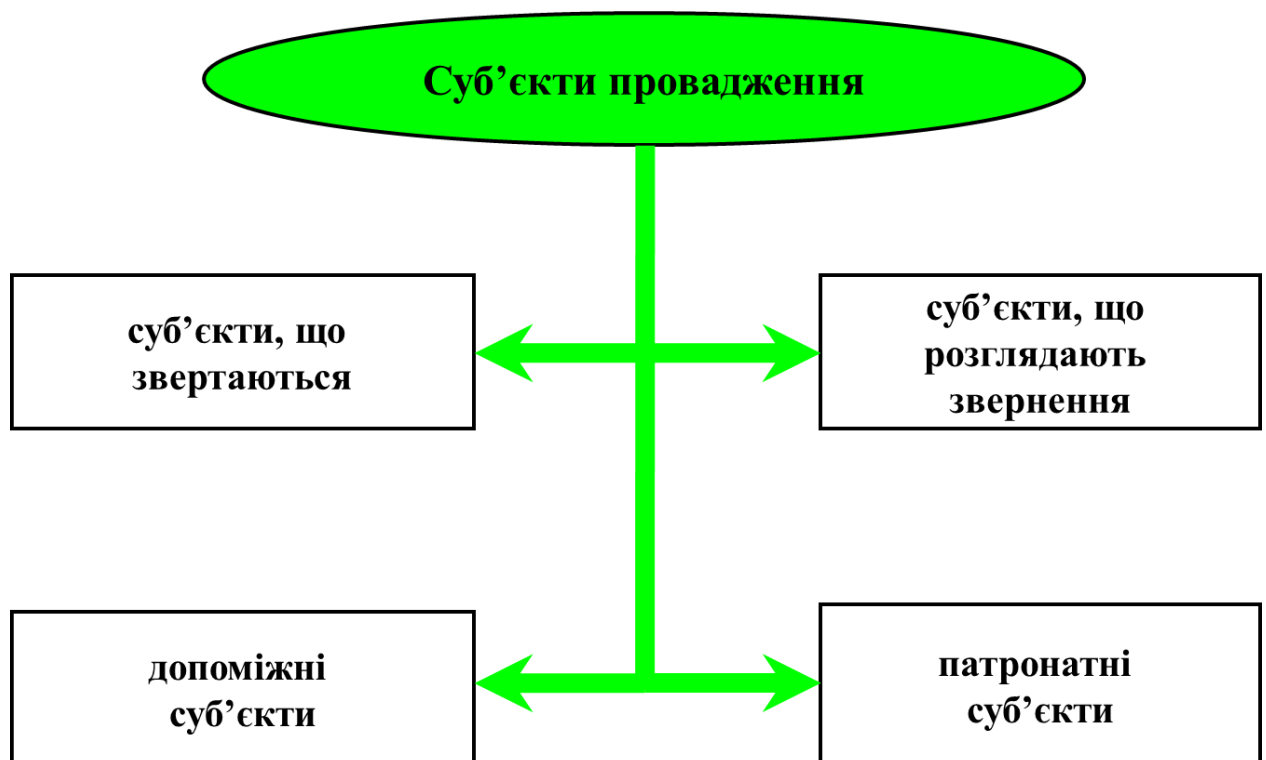 Суб’єкти провадження
суб’єкти, що
звертаються
суб’єкти, що
розглядають
звернення
допоміжні
суб’єкти
патронатні
суб’єкти